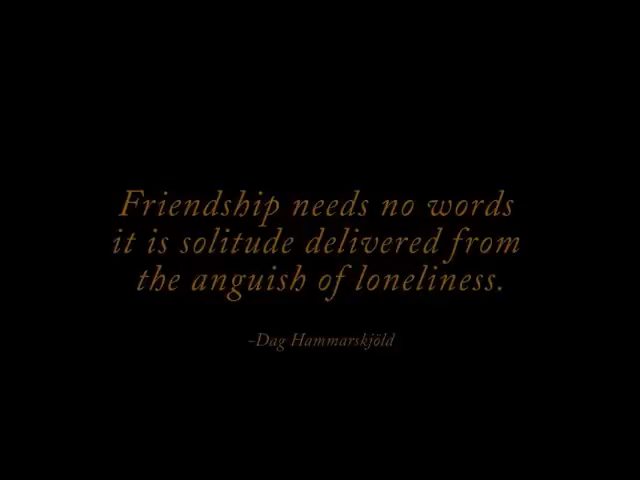 Friendship needs no words
it is solitude delivered from
the anguish of loneliness.
~Dag Hammarskjöld